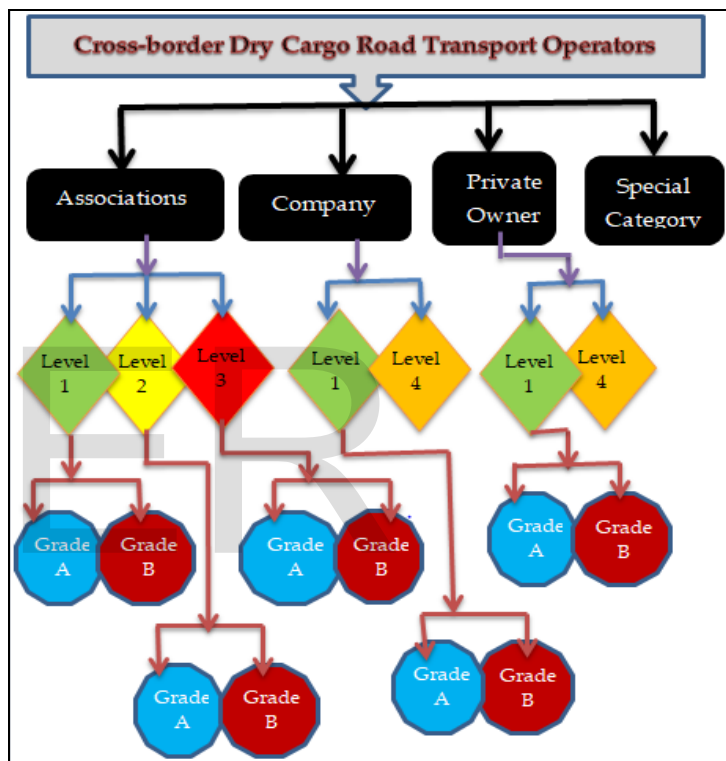 Cross-border Dry Cargo Road Transport Operators
Associations
Company
Private
Owner
Special
Category
Level
1
Level
2
Level
3
Level
1
Level
4
Level
1
Level
4
Grade
A
Grade
B
Grade
A
Grade
B
Grade
A
Grade
B
Grade
A
Grade
B
Grade
A
Grade
B
ER